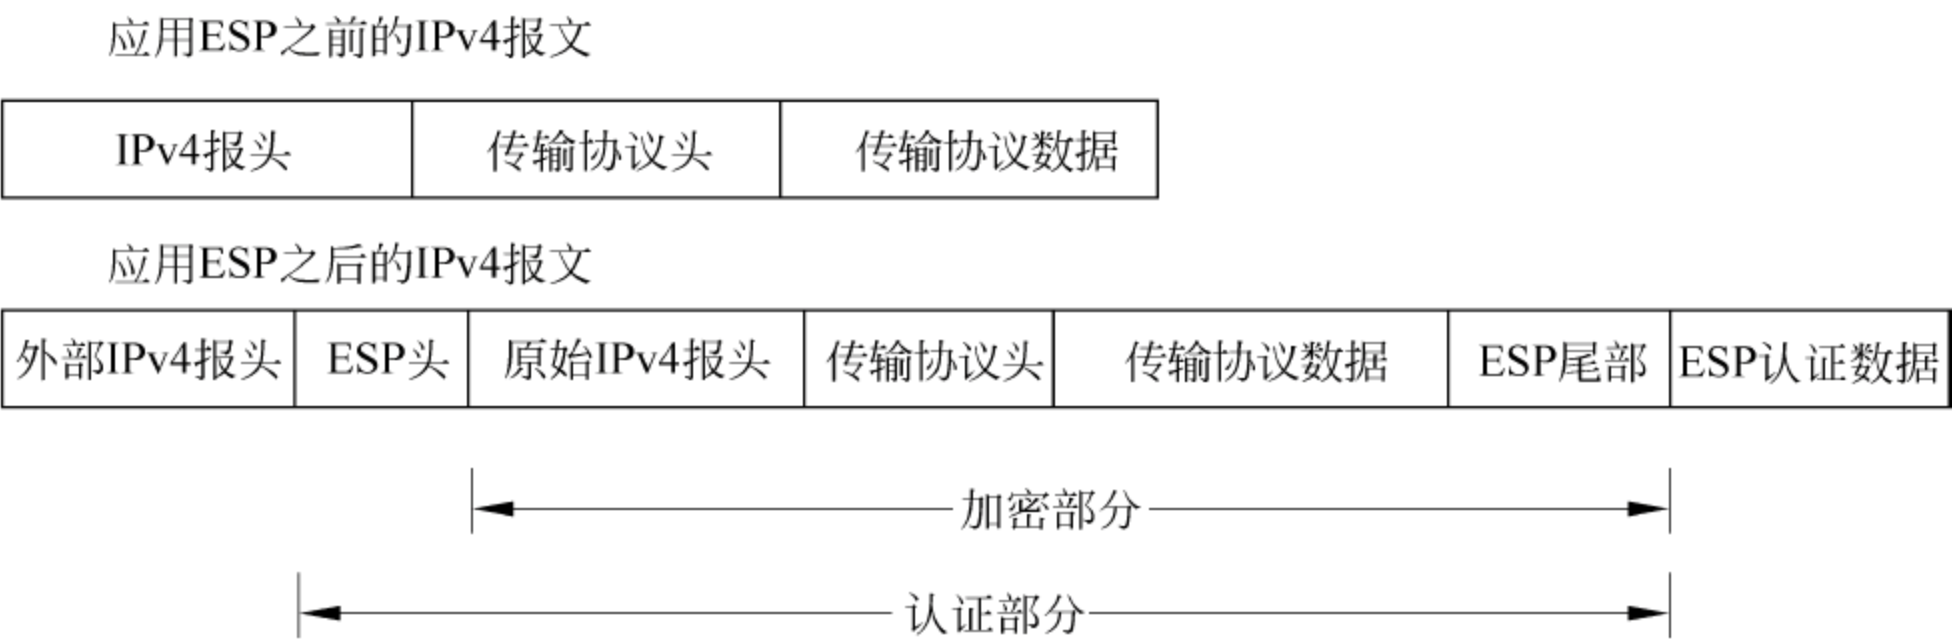 应用ESP之前的IPv4报文
IPv4报头 传输协议头 传输协议数据
应用ESP之后的IPv4报文
外部IPv4报头 ESP头 原始IPv4报头 传输协议头 传输协议数据 ESP尾部 ESP认证数据
加密部分
认证部分